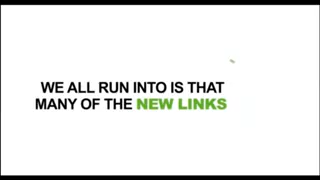 WE ALL RUN INTO IS THAT
MANY OF THE NEW LINKS